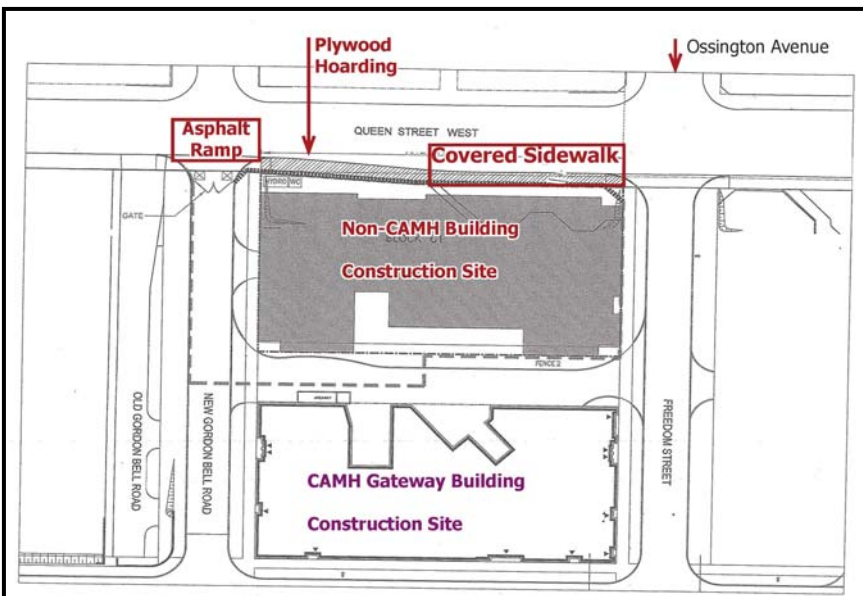 Plywood
Hoarding
Ossington Avenue
Asphalt
Ramp
QUEEN STREET WEST
Covered Sidewalk
HYDRO WC
GATE
Non-CAMH Building
Construction Site
FENCE 2
OLD GORDON BELL ROAD
NEW GORDON BELL ROAD
FREEDOM STREET
CAMH Gateway Building
Construction Site